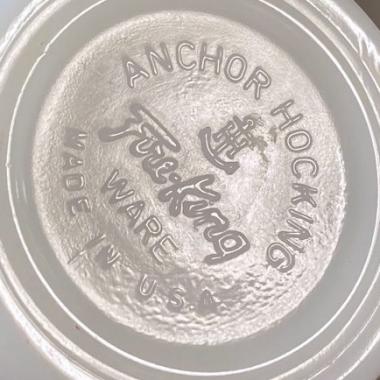 ANCHOR HOCKING
Fire-King
WARE
MADE IN U.S.A.